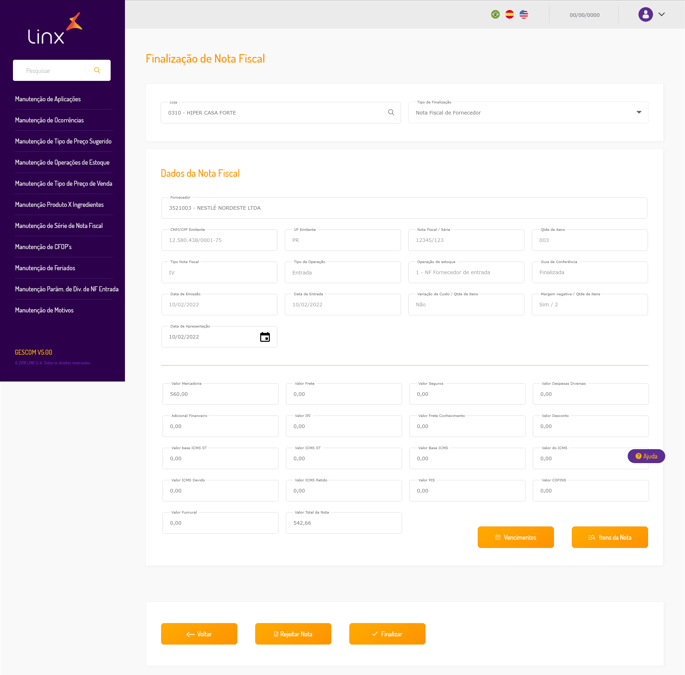 Linx
00/00/0000
Pesquisar
Manutenção de Aplicações
Manutenção de Ocorrências
Manutenção de Tipo de Preço Sugerido
Manutenção de Operações de Estoque
Manutenção de Tipo de Preço de Venda
Manutenção Produto X Ingredientes
Manutenção de Série de Nota Fiscal
Manutenção de CFOP's
Manutenção de Feriados
Manutenção Parâm. de Div. de NF Entrada
Manutenção de Motivos
GESCOM V5.00
Finalização de Nota Fiscal
Loja
0310 - HIPER CASA FORTE
Tipo de Finalização
Nota Fiscal de Fornecedor
Dados da Nota Fiscal
Fornecedor
3521003 - NESTLÉ NORDESTE LTDA
CNPJ/CPF Emitente
12.580.438/0001-75
UF Emitente
PR
Nota Fiscal / Série
12345/123
Qtde de itens
003
Tipo Nota Fiscal
Tipo de Operação
Entrada
Operação de estoque
1 - NF Fornecedor de entrada
Guia de Conferência
Finalizada
Data de Emissão
10/02/2022
Data de Entrada
10/02/2022
Variação de Custo / Qtde de itens
Não
Margem negativa / Qtde de itens
Sim / 2
Data de Apresentação
10/02/2022
Valor Mercadoria
560,00
Valor Frete
0,00
Valor Seguros
0,00
Valor Despesas Diversas
0,00
Adicional Financeiro
0,00
Valor IPI
0,00
Valor Frete Conhecimento
0,00
Valor Desconto
0,00
Valor base ICMS ST
0,00
Valor ICMS ST
0,00
Valor Base ICMS
0,00
Valor do ICMS
0,00
Valor ICMS Devido
0,00
Valor ICMS Retido
0,00
Valor PIS
0,00
Valor COFINS
0,00
Valor Funrural
0,00
Valor Total da Nota
542,66
Ajuda
Vencimentos
Itens da Nota
Voltar
Rejeitar Nota
Finalizar